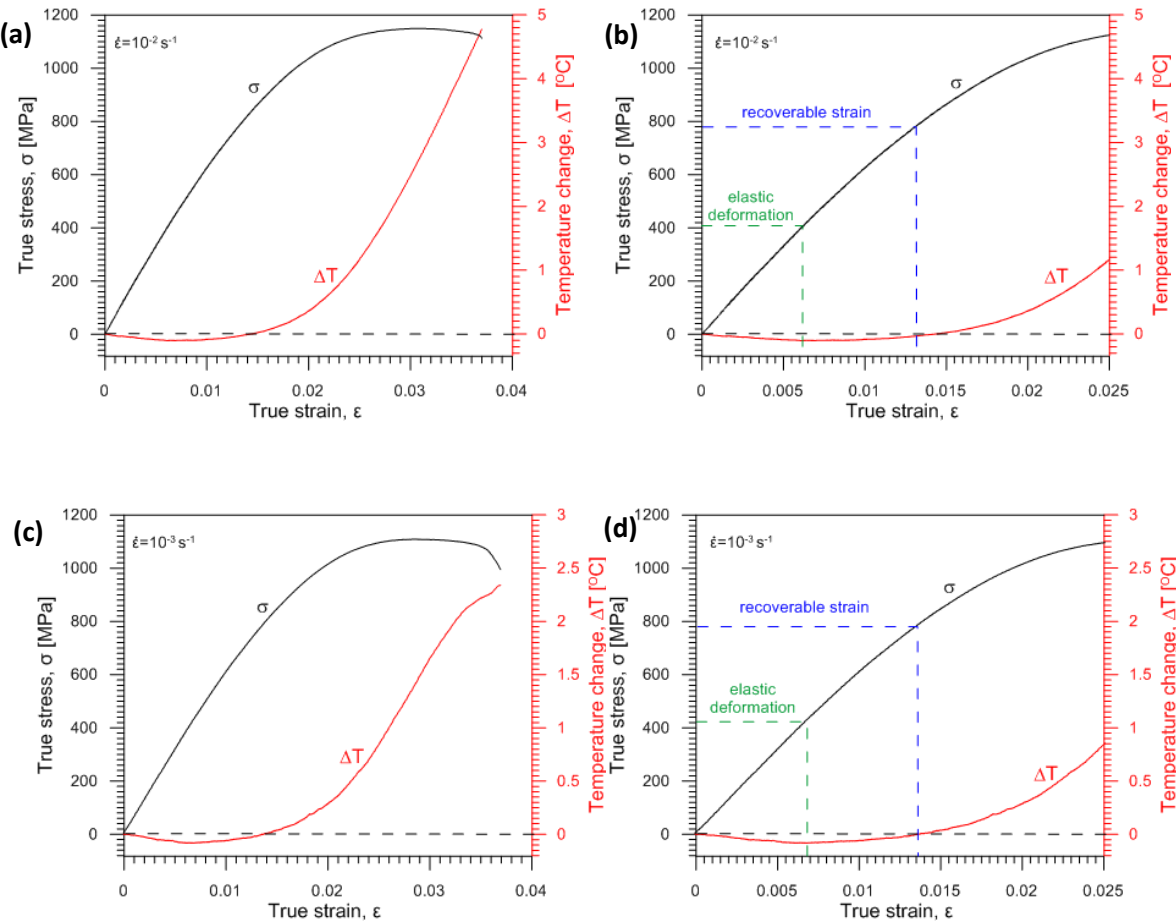 (a)
ε̇=10⁻² s⁻¹
σ
ΔT
True stress, σ [MPa]
1200
1000
800
600
400
200
0
Temperature change, ΔT [°C]
5
4
3
2
1
0
0 0.01 0.02 0.03 0.04
True strain, ε
(b)
ε̇=10⁻² s⁻¹
σ
recoverable strain
elastic
deformation
ΔT
True stress, σ [MPa]
1200
1000
800
600
400
200
0
Temperature change, ΔT [°C]
5
4
3
2
1
0
0 0.005 0.01 0.015 0.02 0.025
True strain, ε
(c)
ε̇=10⁻³ s⁻¹
σ
ΔT
True stress, σ [MPa]
1200
1000
800
600
400
200
0
Temperature change, ΔT [°C]
3
2.5
2
1.5
1
0.5
0
0 0.01 0.02 0.03 0.04
True strain, ε
(d)
ε̇=10⁻³ s⁻¹
σ
recoverable strain
elastic
deformation
ΔT
True stress, σ [MPa]
1200
1000
800
600
400
200
0
Temperature change, ΔT [°C]
3
2.5
2
1.5
1
0.5
0
0 0.005 0.01 0.015 0.02 0.025
True strain, ε